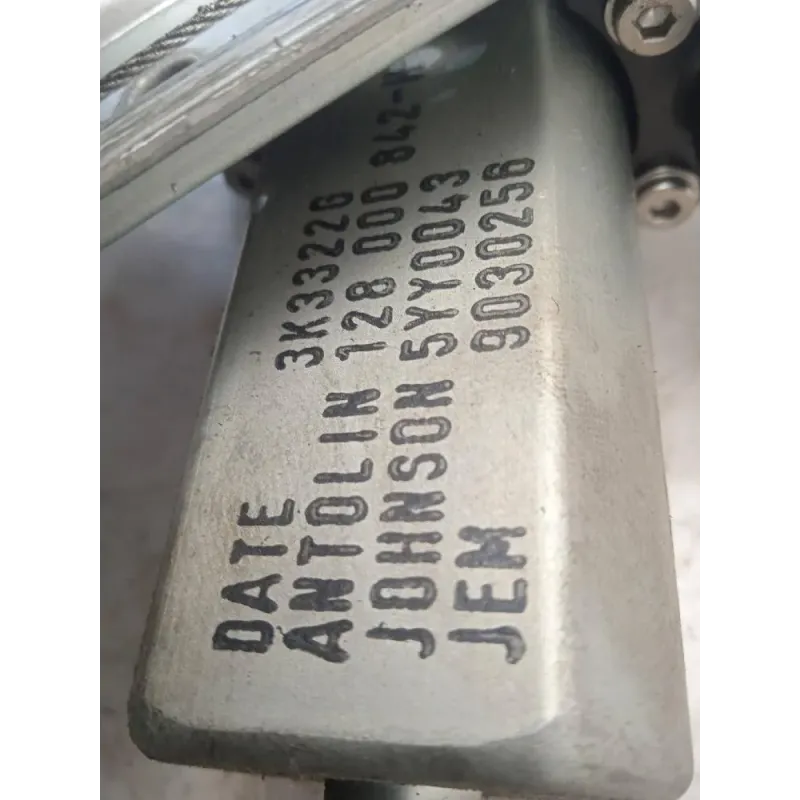 DATE 3K33226
ANTOLIN 128 000 842-
JOHNSON 5YY0043
JEM 9030256